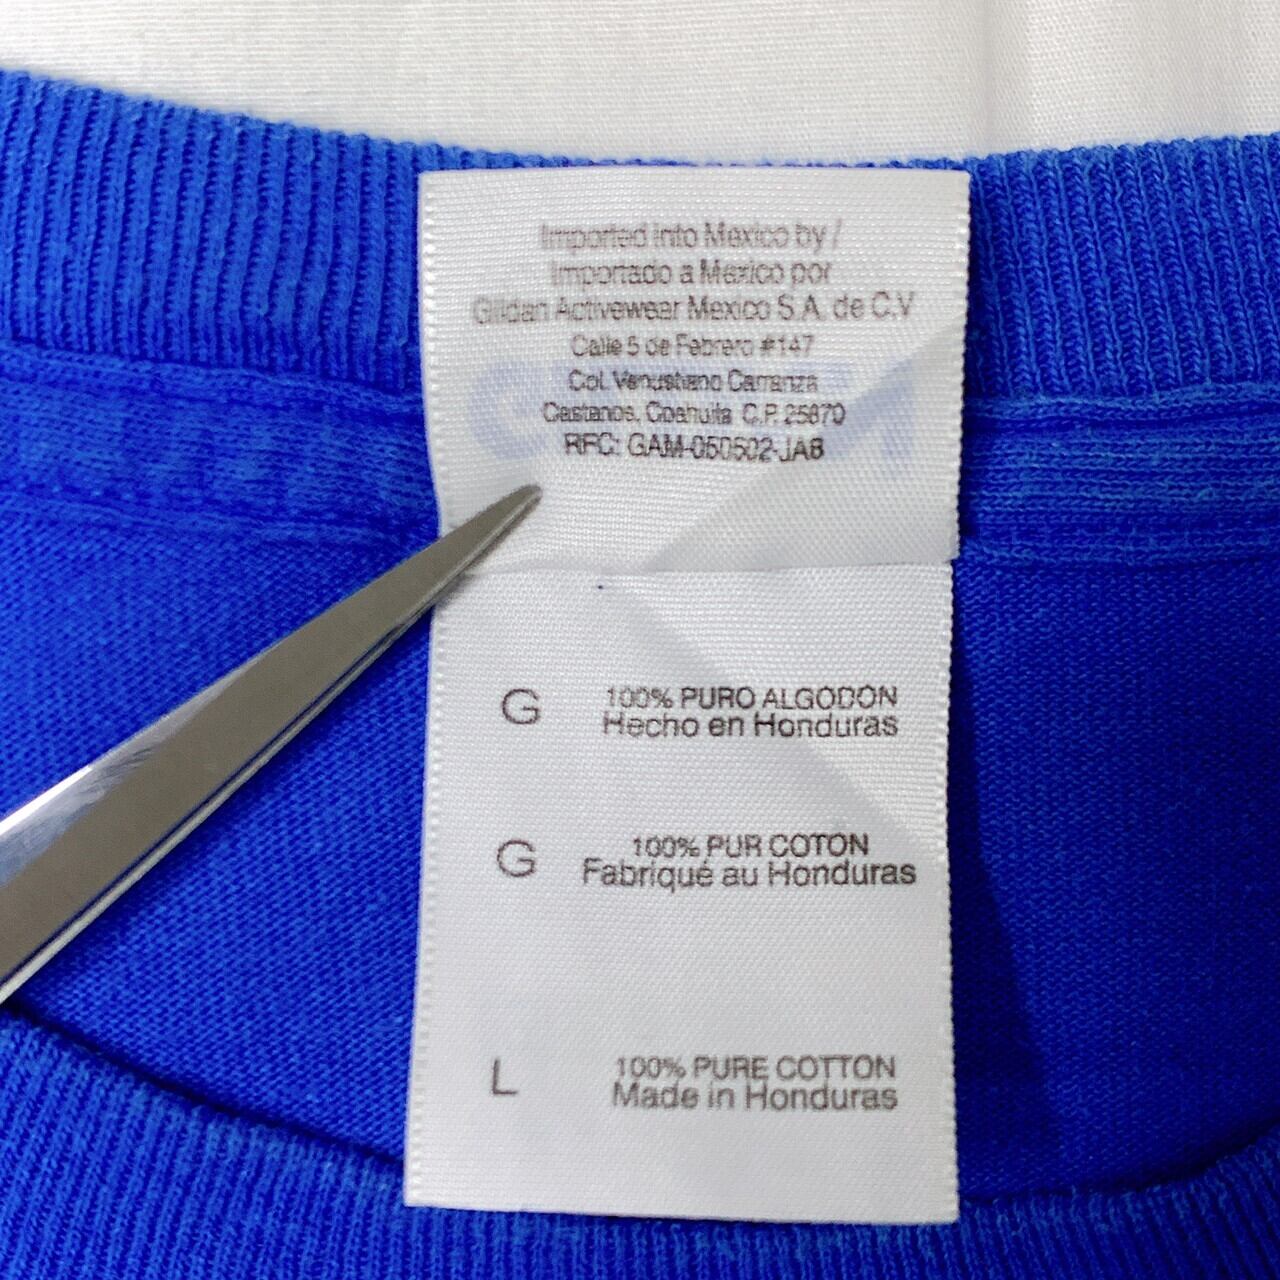 Imported into Mexico by /
Importado a Mexico por
Gildan Activewear Mexico S.A. de C.V
Calle 5 de Febrero #147
Col. Venustiano Carranza
Castanos, Coahuila C.P. 25870
RFC: GAM-050502-JA8
G 100% PURO ALGODON
Hecho en Honduras
G 100% PUR COTON
Fabriqué au Honduras
L 100% PURE COTTON
Made in Honduras